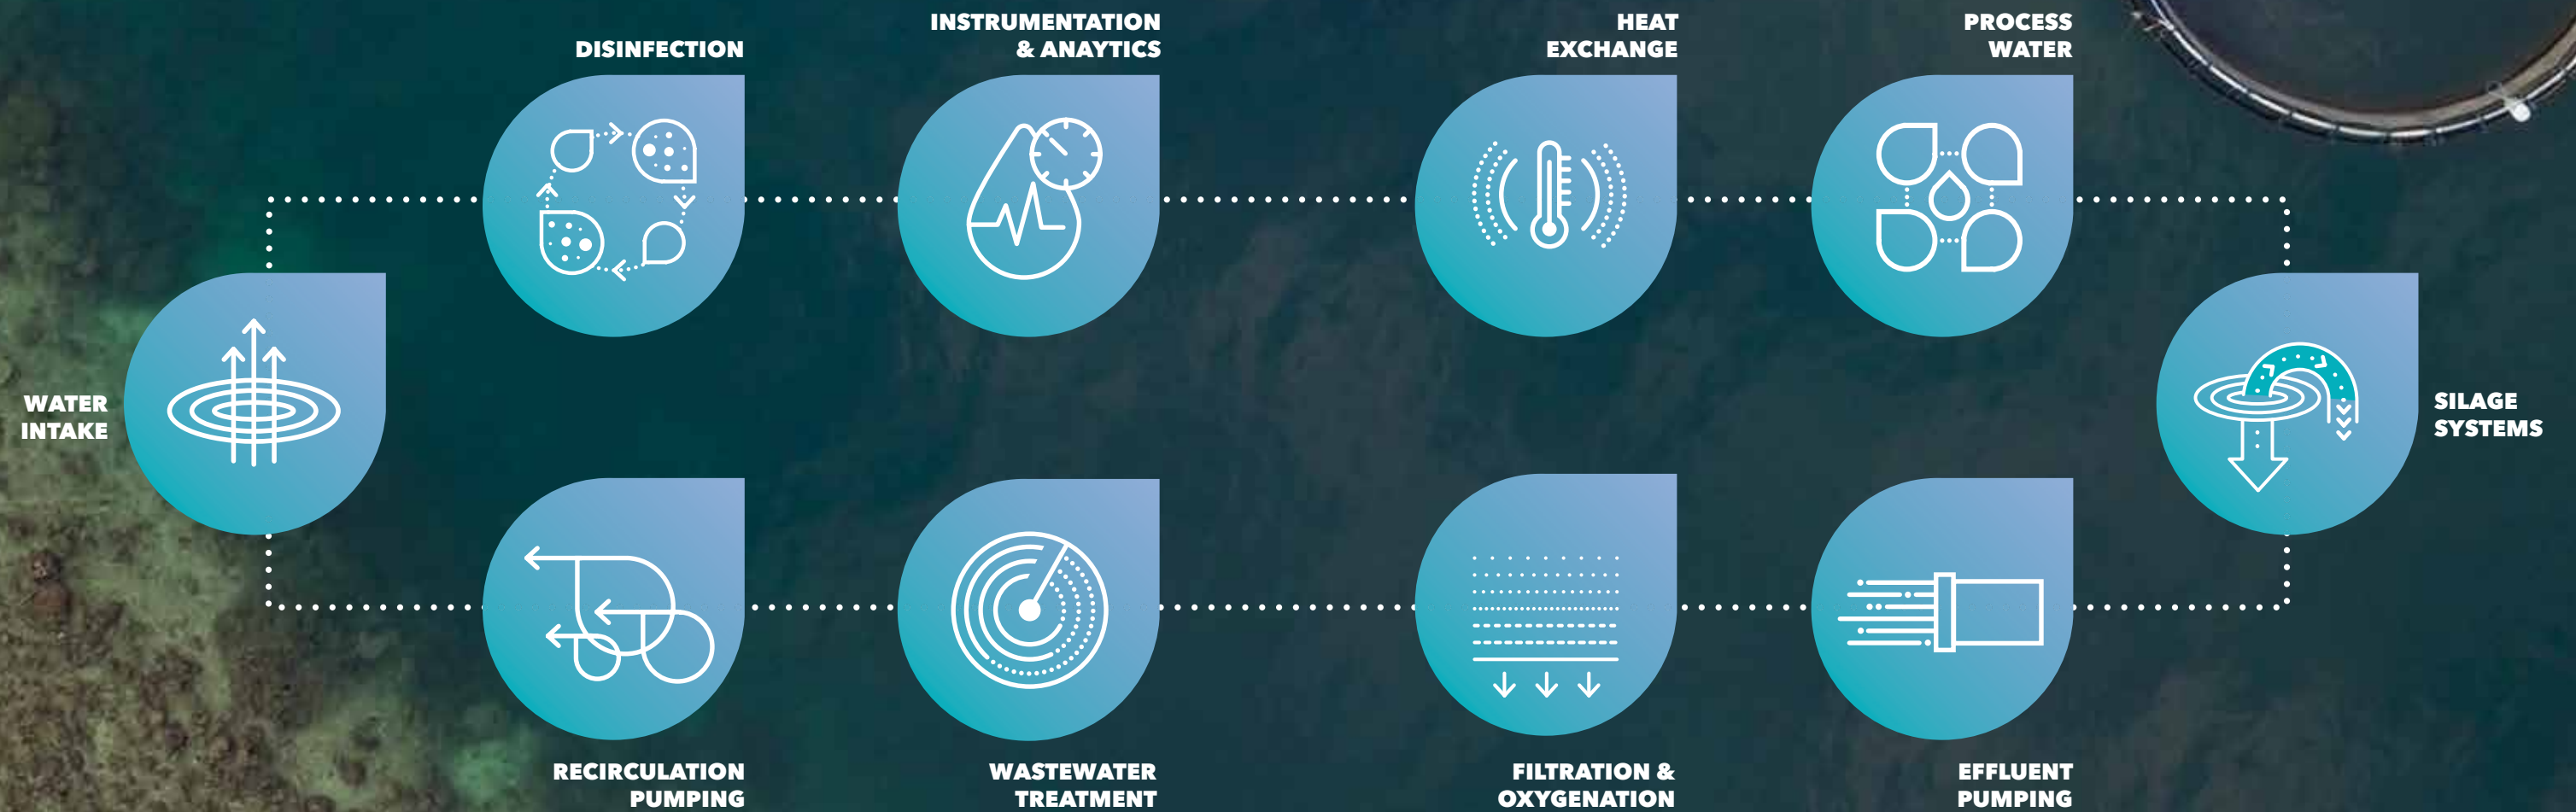 INSTRUMENTATION
& ANAYTICS
HEAT
EXCHANGE
PROCESS
WATER
DISINFECTION
WATER
INTAKE
SILAGE
SYSTEMS
RECIRCULATION
PUMPING
WASTEWATER
TREATMENT
FILTRATION &
OXYGENATION
EFFLUENT
PUMPING